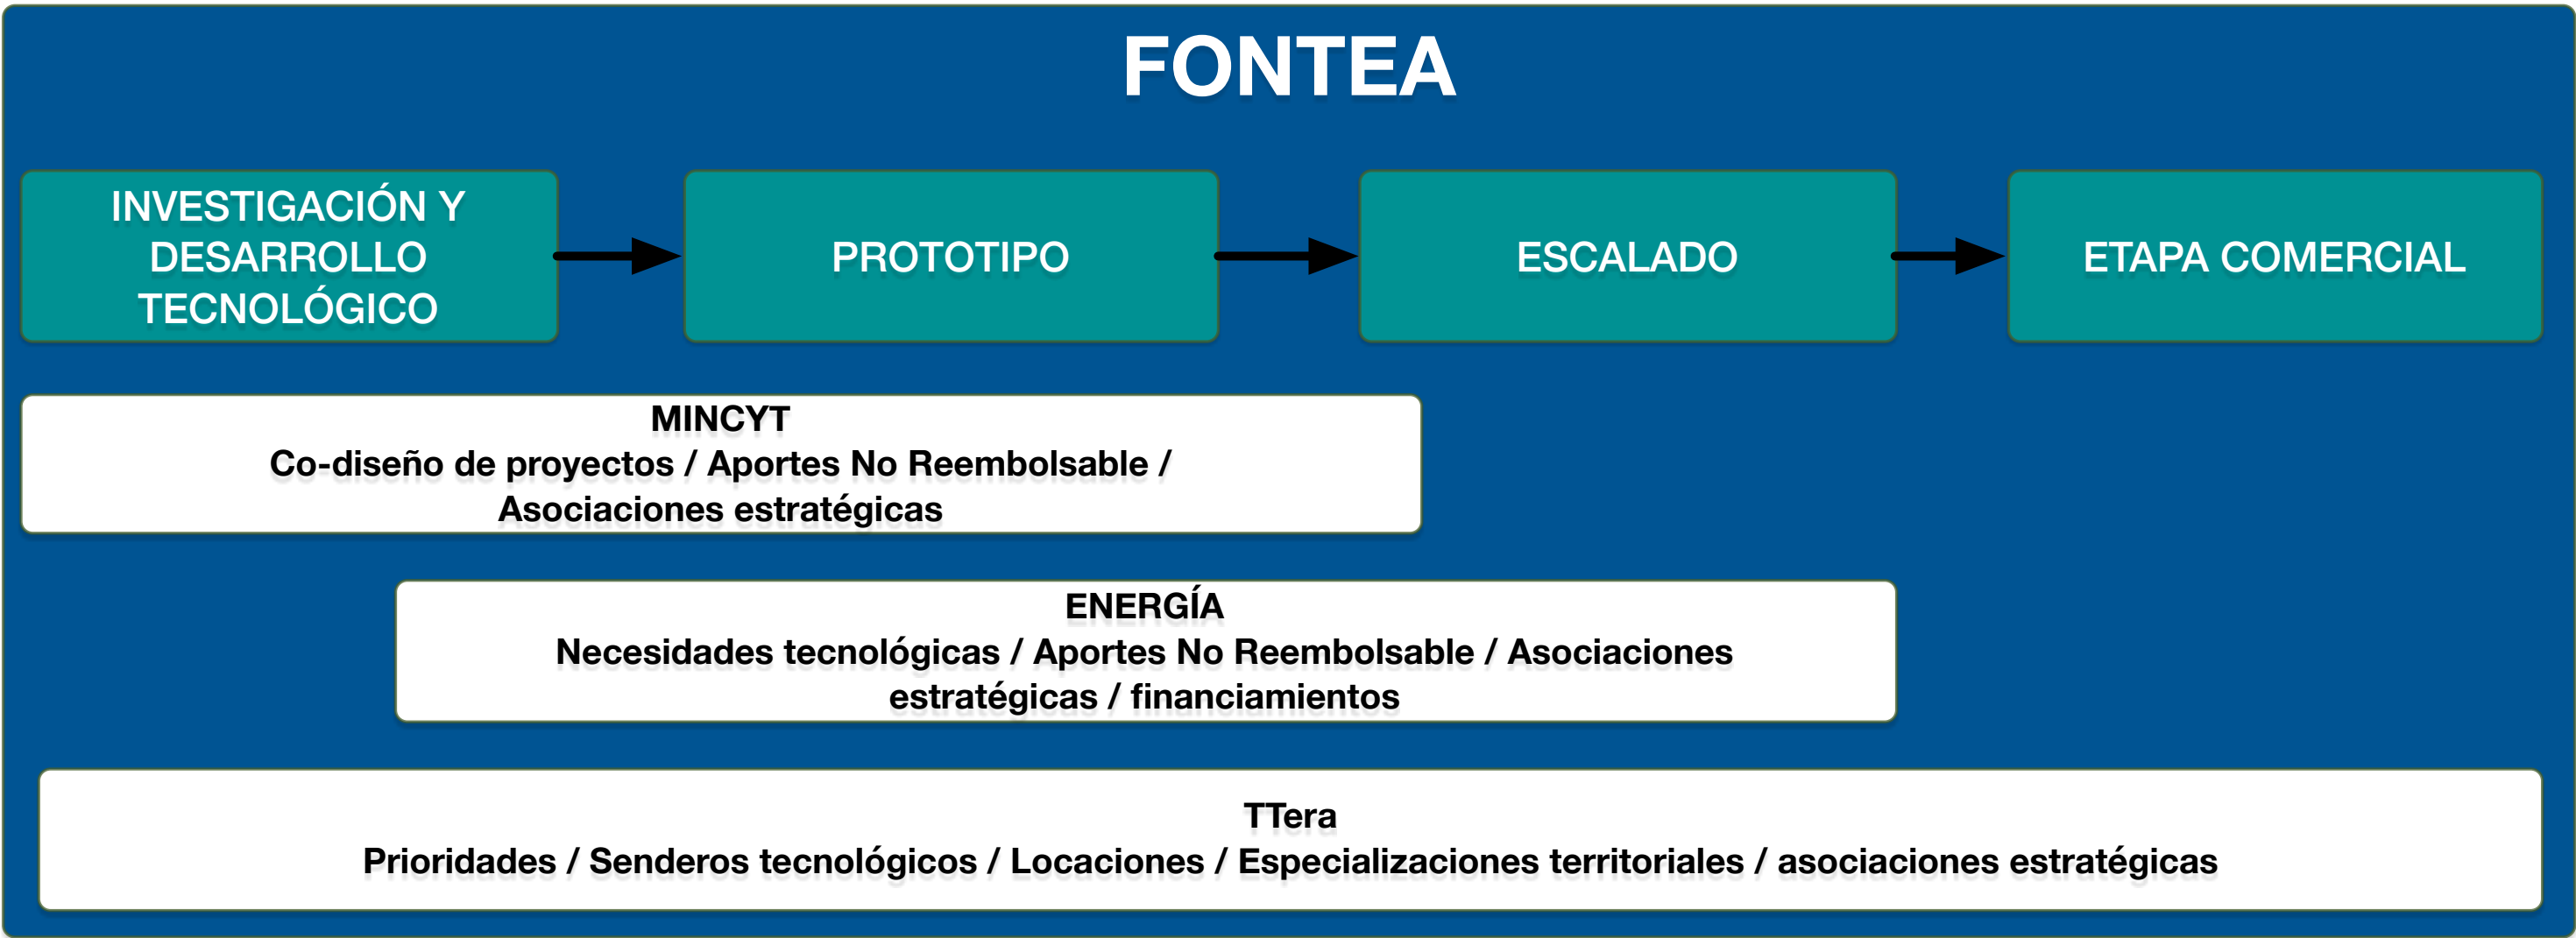 FONTEA
INVESTIGACIÓN Y
DESARROLLO
TECNOLÓGICO
PROTOTIPO
ESCALADO
ETAPA COMERCIAL
MINCYT
Co-diseño de proyectos / Aportes No Reembolsable /
Asociaciones estratégicas
ENERGÍA
Necesidades tecnológicas / Aportes No Reembolsable / Asociaciones
estratégicas / financiamientos
TTera
Prioridades / Senderos tecnológicos / Locaciones / Especializaciones territoriales / asociaciones estratégicas